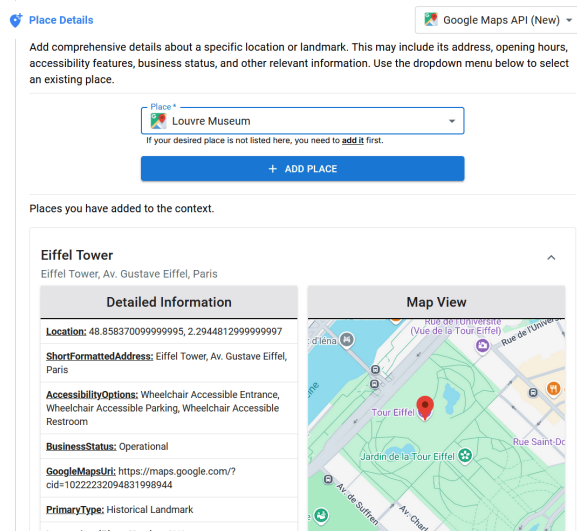 Place Details
Google Maps API (New)
Add comprehensive details about a specific location or landmark. This may include its address, opening hours,
accessibility features, business status, and other relevant information. Use the dropdown menu below to select
an existing place.
Place *
Louvre Museum
If your desired place is not listed here, you need to add it first.
+ ADD PLACE
Places you have added to the context.
Eiffel Tower
Eiffel Tower, Av. Gustave Eiffel, Paris
Detailed Information
Location: 48.858370099999995, 2.2944812999999997
ShortFormattedAddress: Eiffel Tower, Av. Gustave Eiffel,
Paris
AccessibilityOptions: Wheelchair Accessible Entrance,
Wheelchair Accessible Parking, Wheelchair Accessible
Restroom
BusinessStatus: Operational
GoogleMapsUri: https://maps.google.com/?
cid=10222232094831998944
PrimaryType: Historical Landmark
Map View
Rue de l'Université
(Vue de la Tour Eiffel)
Rue de l'Univers
d'Iéna
Tour Eiffel
Rue Saint-Do
Jardin de la Tour Eiffel
Av. de Suffren
Av. Charl